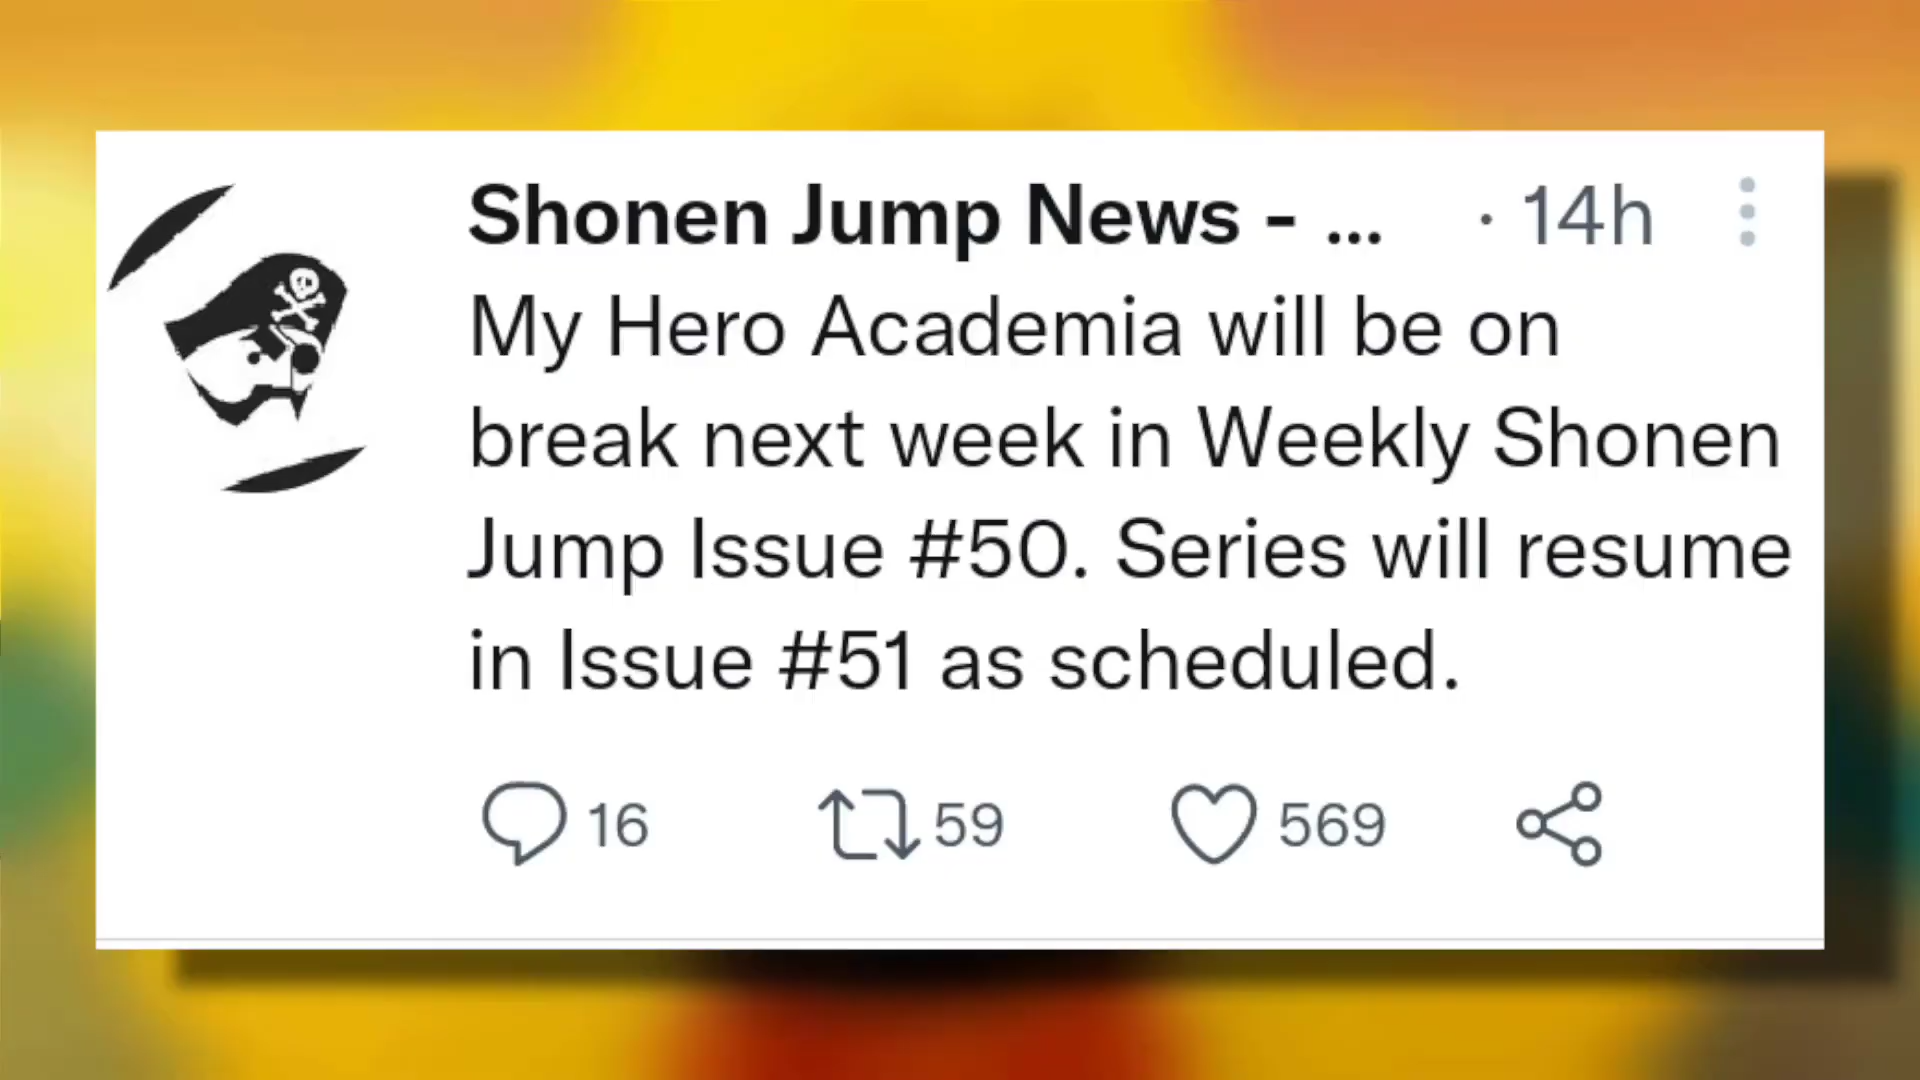 Shonen Jump News - ... · 14h
My Hero Academia will be on
break next week in Weekly Shonen
Jump Issue #50. Series will resume
in Issue #51 as scheduled.
16 59 569